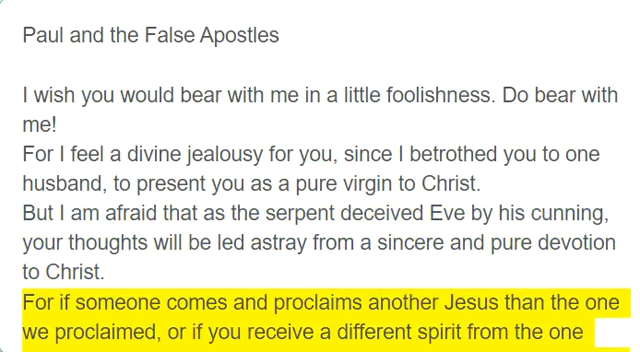 Paul and the False Apostles
I wish you would bear with me in a little foolishness. Do bear with
me!
For I feel a divine jealousy for you, since I betrothed you to one
husband, to present you as a pure virgin to Christ.
But I am afraid that as the serpent deceived Eve by his cunning,
your thoughts will be led astray from a sincere and pure devotion
to Christ.
For if someone comes and proclaims another Jesus than the one
we proclaimed, or if you receive a different spirit from the one